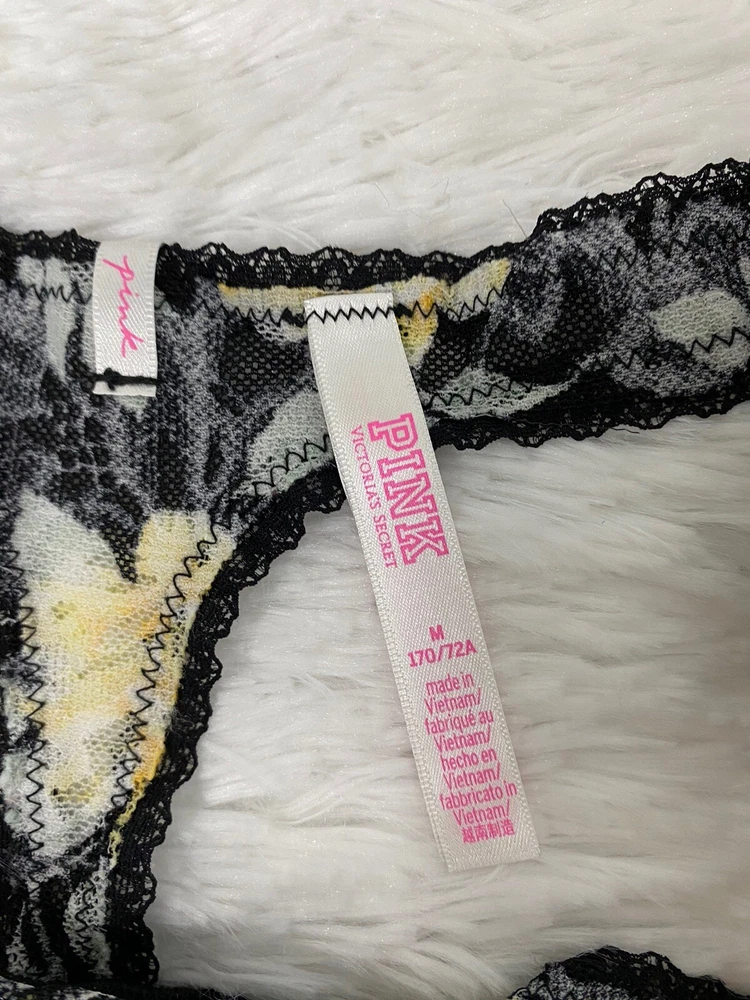 pink
PINK
VICTORIA'S SECRET
M
170/72A
made in
Vietnam/
fabriqué au
Vietnam/
hecho en
Vietnam/
fabbricato in
Vietnam/
越南制造